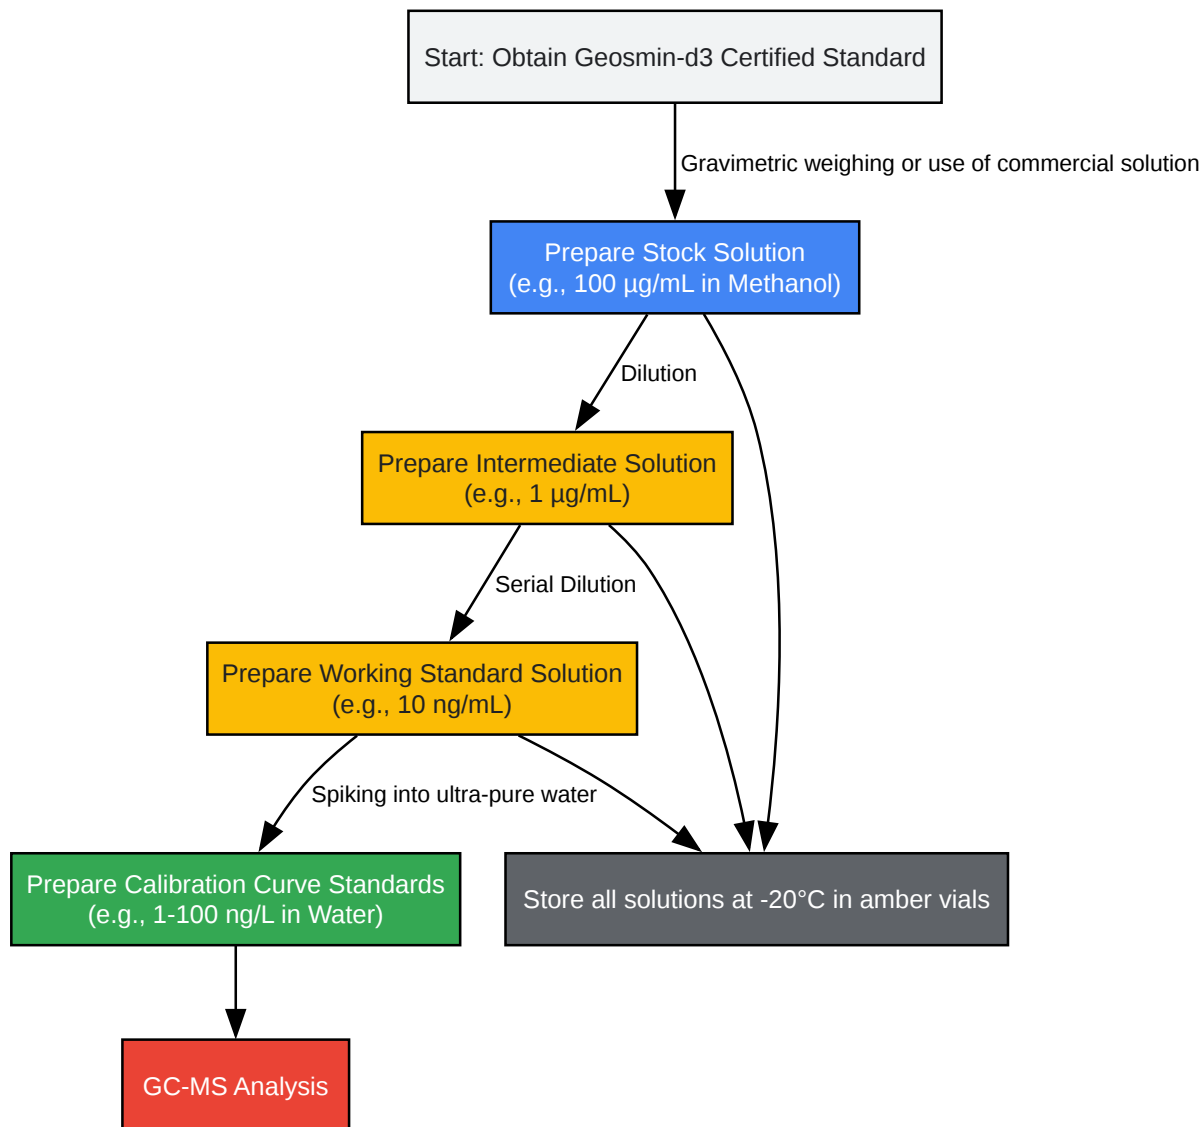 Start: Obtain Geosmin-d3 Certified Standard
Gravimetric weighing or use of commercial solution
Prepare Stock Solution
(e.g., 100 µg/mL in Methanol)
Dilution
Prepare Intermediate Solution
(e.g., 1 µg/mL)
Serial Dilution
Prepare Working Standard Solution
(e.g., 10 ng/mL)
Spiking into ultra-pure water
Prepare Calibration Curve Standards
(e.g., 1-100 ng/L in Water)
Store all solutions at -20°C in amber vials
GC-MS Analysis